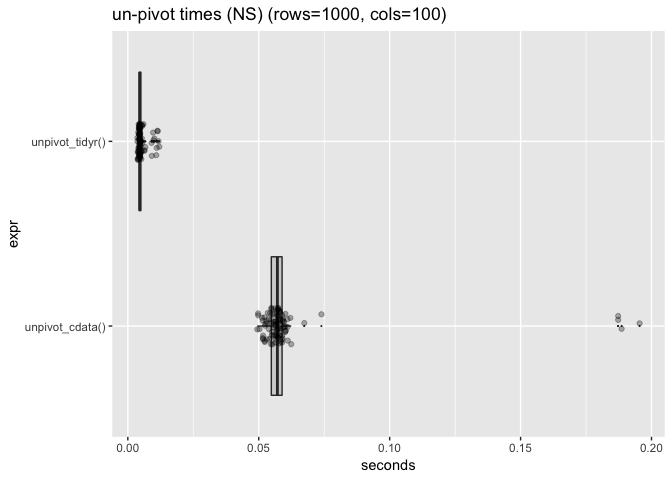 un-pivot times (NS) (rows=1000, cols=100)
expr
unpivot_tidyr()
unpivot_cdata()
0.00 0.05 0.10 0.15 0.20
seconds